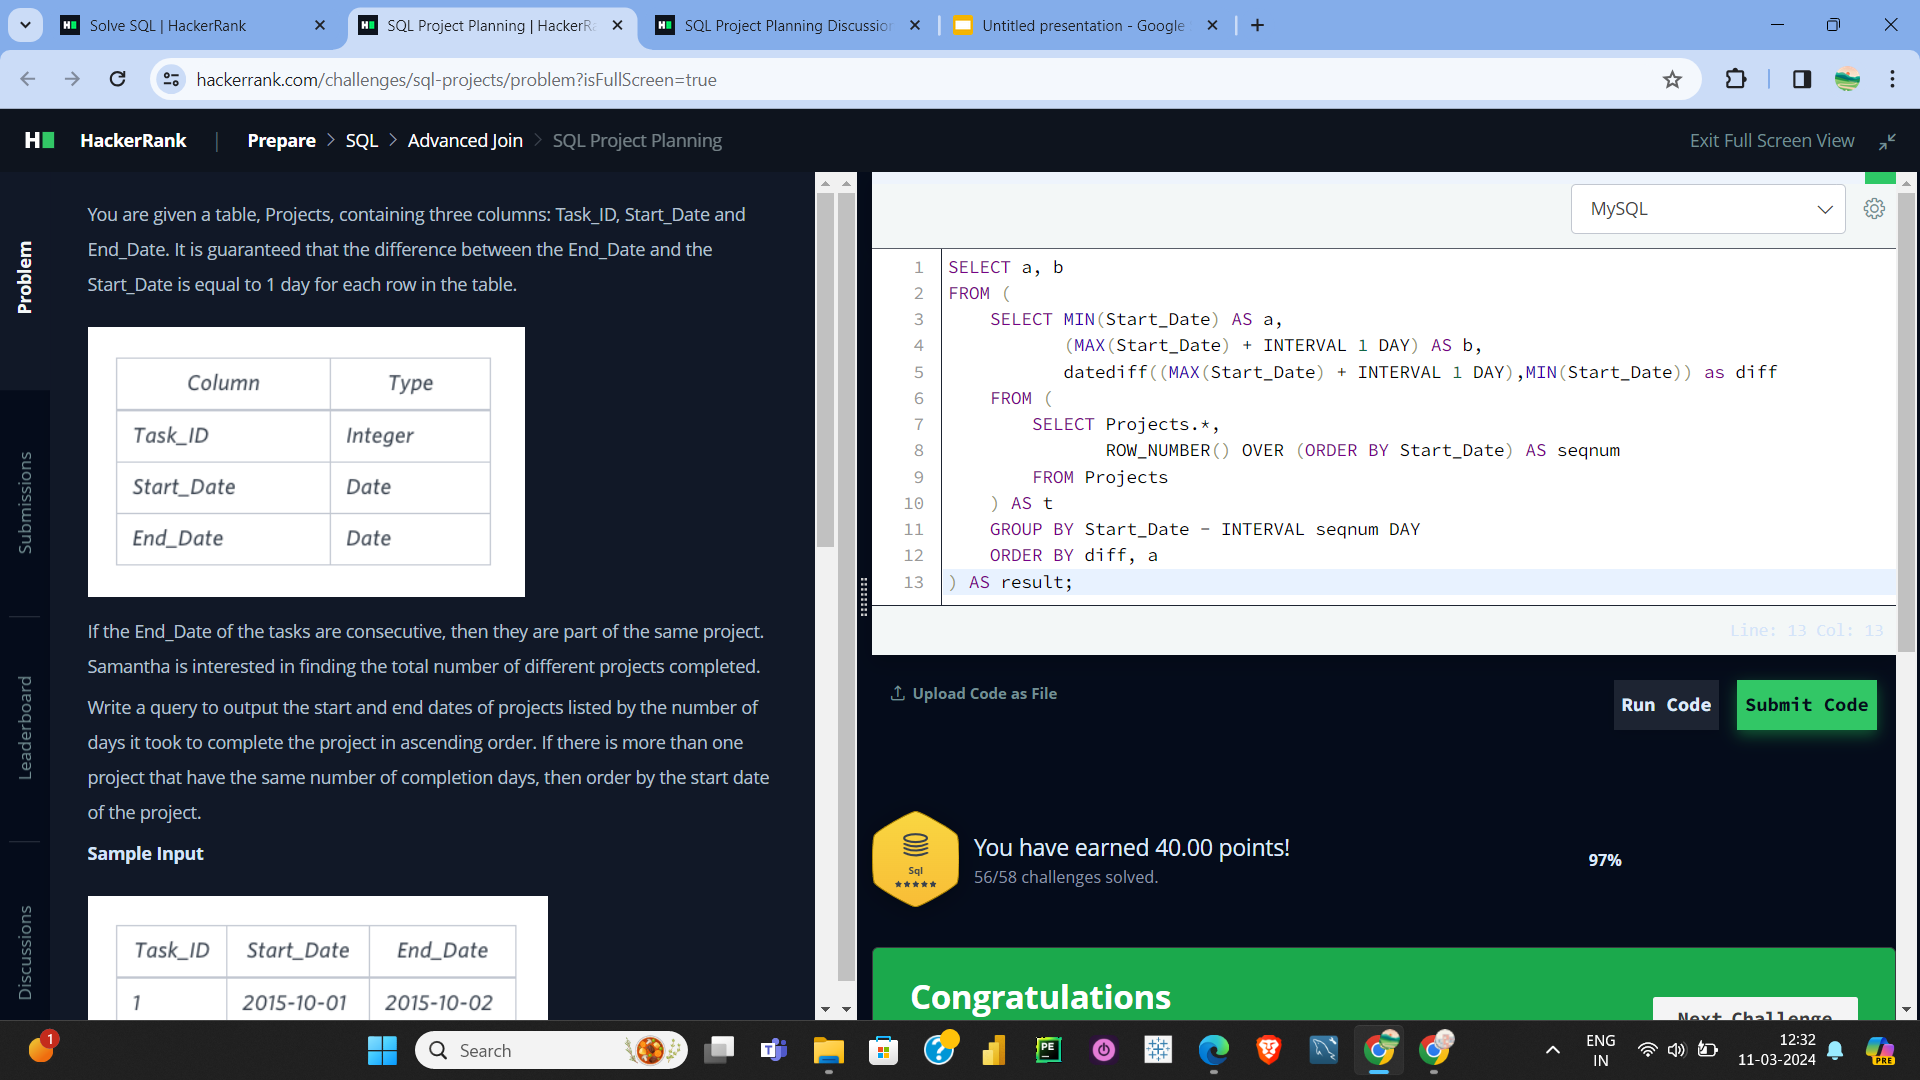 Solve SQL | HackerRank
SQL Project Planning | HackerRa
SQL Project Planning Discussion
Untitled presentation - Google
hackerrank.com/challenges/sql-projects/problem?isFullScreen=true
H
HackerRank | Prepare > SQL > Advanced Join > SQL Project Planning
Exit Full Screen View
Problem
Submissions
Leaderboard
Discussions
You are given a table, Projects, containing three columns: Task_ID, Start_Date and
End_Date. It is guaranteed that the difference between the End_Date and the
Start_Date is equal to 1 day for each row in the table.
Column Type
Task_ID Integer
Start_Date Date
End_Date Date
If the End_Date of the tasks are consecutive, then they are part of the same project.
Samantha is interested in finding the total number of different projects completed.
Write a query to output the start and end dates of projects listed by the number of
days it took to complete the project in ascending order. If there is more than one
project that have the same number of completion days, then order by the start date
of the project.
Sample Input
Task_ID Start_Date End_Date
1 2015-10-01 2015-10-02
MySQL
1 SELECT a, b
2 FROM (
3 SELECT MIN(Start_Date) AS a,
4 (MAX(Start_Date) + INTERVAL 1 DAY) AS b,
5 datediff((MAX(Start_Date) + INTERVAL 1 DAY),MIN(Start_Date)) as diff
6 FROM (
7 SELECT Projects.*,
8 ROW_NUMBER() OVER (ORDER BY Start_Date) AS seqnum
9 FROM Projects
10 ) AS t
11 GROUP BY Start_Date - INTERVAL seqnum DAY
12 ORDER BY diff, a
13 ) AS result;
Line: 13 Col: 13
Upload Code as File
Run Code
Submit Code
Sql
You have earned 40.00 points!
56/58 challenges solved.
97%
Congratulations
Next Challenge
1
Search
PE
ENG
IN
12:32
11-03-2024
PRE